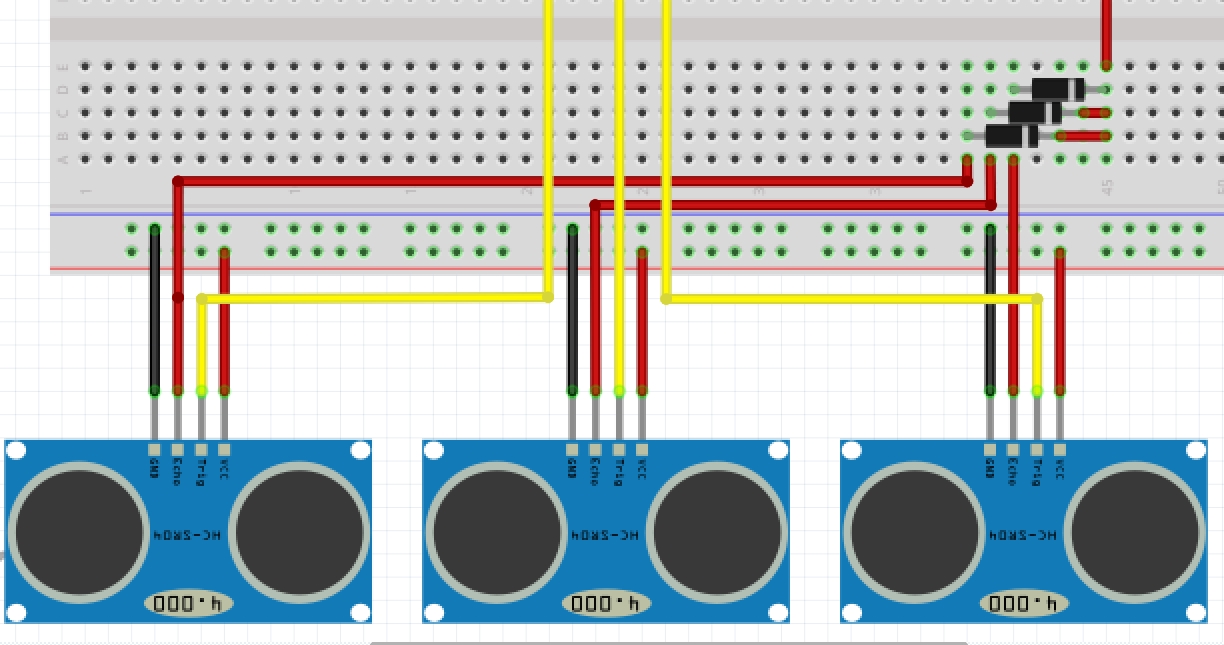 E
D
C
B
A
1
45
GND Echo Trig VCC
HC-SR04
4.000
GND Echo Trig VCC
HC-SR04
4.000
GND Echo Trig VCC
HC-SR04
4.000